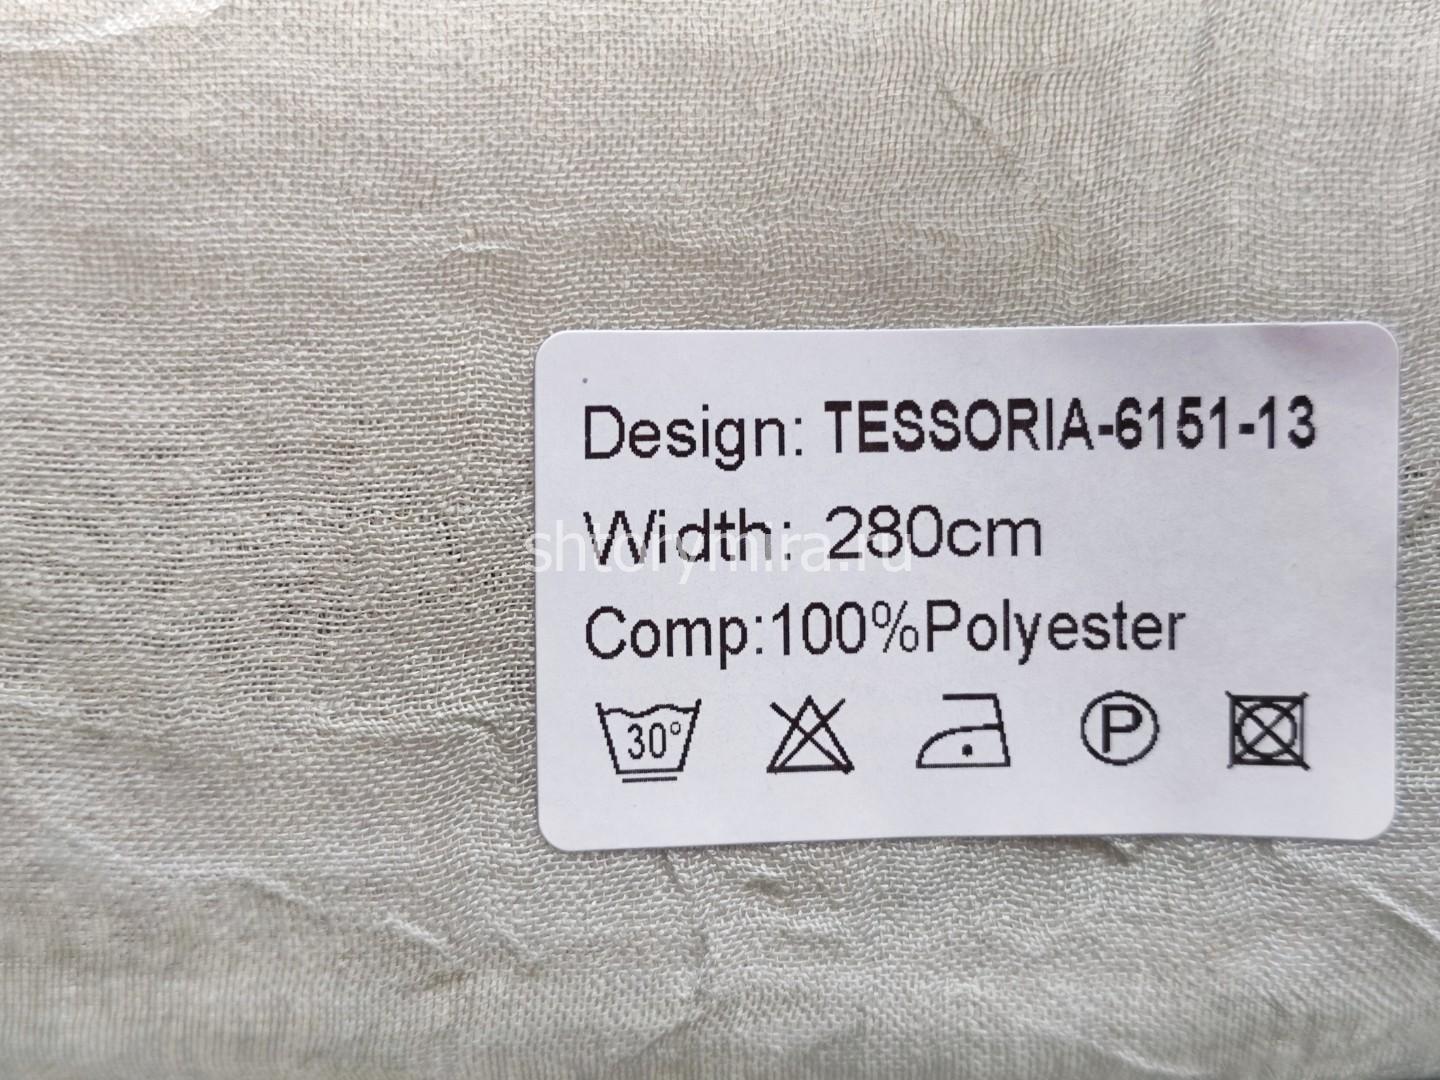 Design: TESSORIA-6151-13
Width: 280cm
shtorymira.ru
Comp:100%Polyester
30°
P